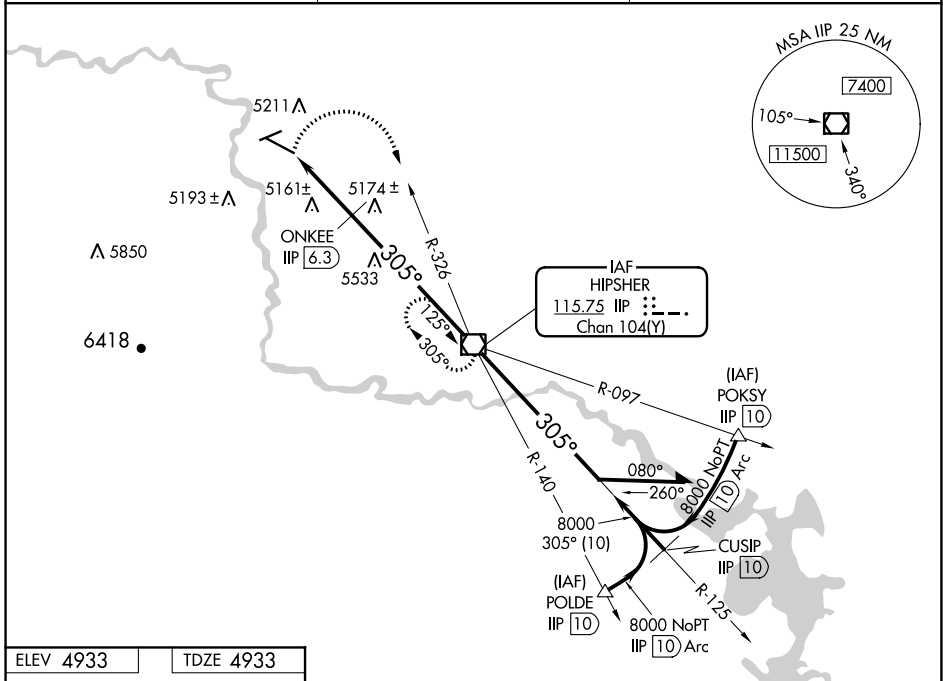 MSA IIP 25 NM
7400
105°
11500
340°
5211
5193 ±
5161±
5174 ±
ONKEE
IIP 6.3
5850
5533
R-326
305°
6418
125°
305°
IAF
HIPSHER
115.75 IIP
Chan 104(Y)
R-097
(IAF)
POKSY
IIP 10
305°
R-140
080°
260°
8000 NoPT
IIP 10 Arc
8000
305° (10)
CUSIP
IIP 10
(IAF)
POLDE
IIP 10
R-125
8000 NoPT
IIP 10 Arc
ELEV 4933
TDZE 4933